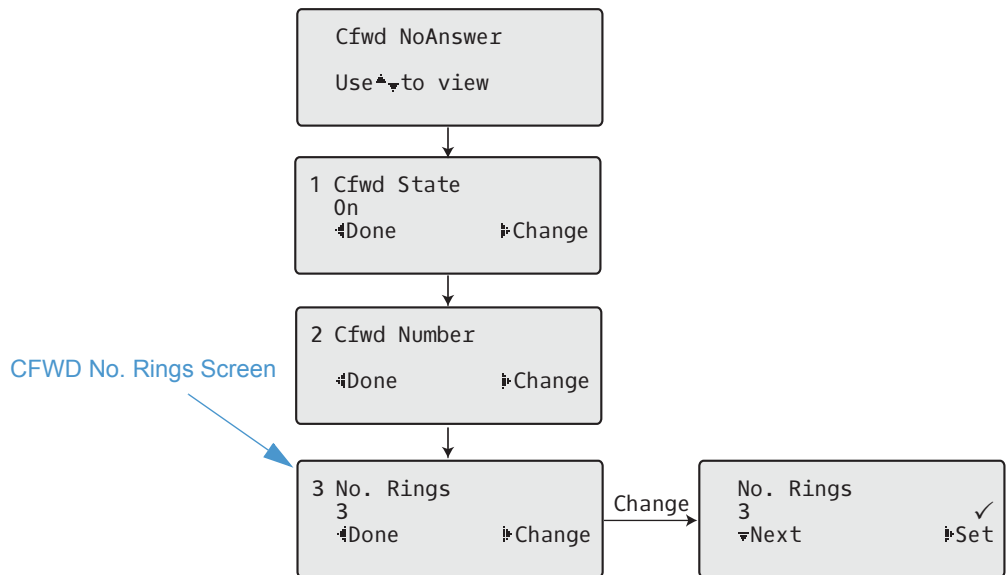 Cfwd NoAnswer
Use▲▼to view
1 Cfwd State
On
◀Done ▶Change
2 Cfwd Number
◀Done ▶Change
CFWD No. Rings Screen
3 No. Rings
3
◀Done ▶Change
Change
No. Rings
3 ✓
▼Next ▶Set